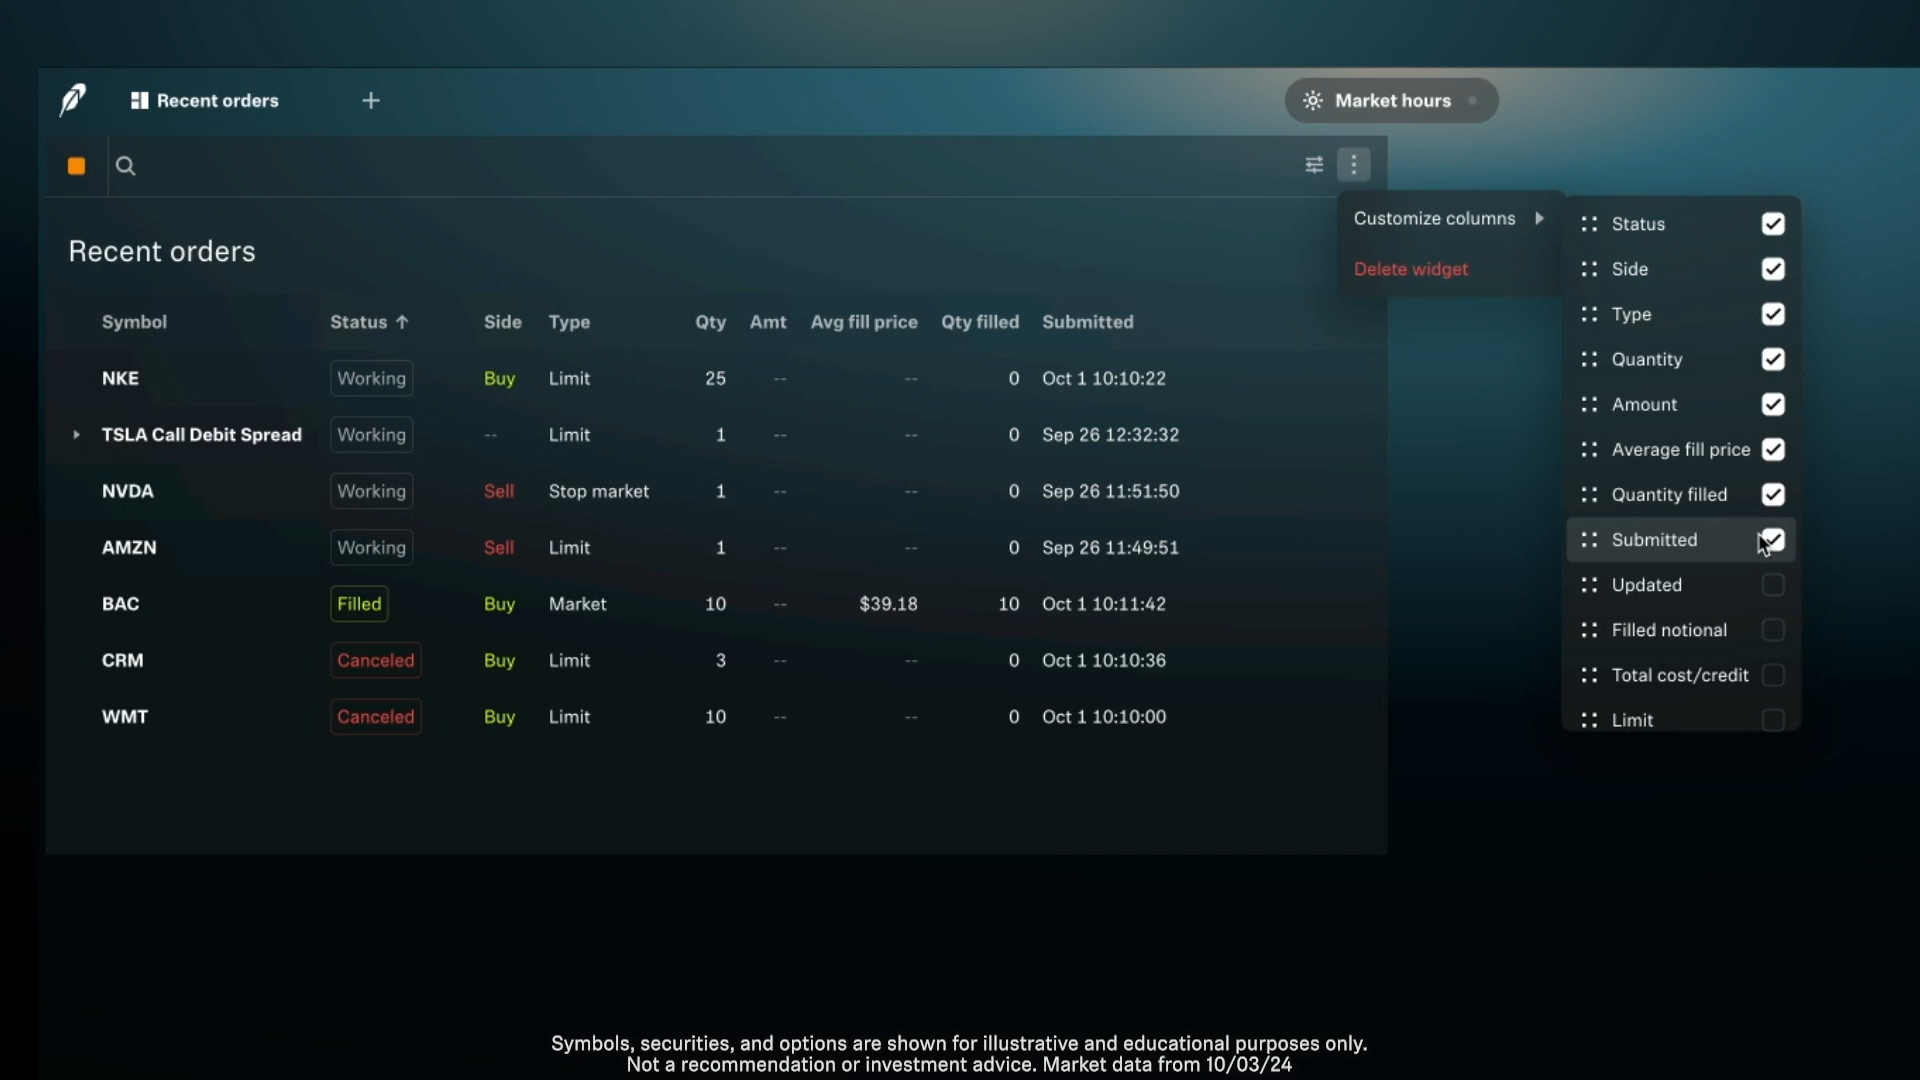 Recent orders
Market hours
Customize columns
Delete widget
Recent orders
Symbol Status ↑ Side Type Qty Amt Avg fill price Qty filled Submitted
NKE Working Buy Limit 25 -- -- 0 Oct 1 10:10:22
TSLA Call Debit Spread Working -- Limit 1 -- -- 0 Sep 26 12:32:32
NVDA Working Sell Stop market 1 -- -- 0 Sep 26 11:51:50
AMZN Working Sell Limit 1 -- -- 0 Sep 26 11:49:51
BAC Filled Buy Market 10 -- $39.18 10 Oct 1 10:11:42
CRM Canceled Buy Limit 3 -- -- 0 Oct 1 10:10:36
WMT Canceled Buy Limit 10 -- -- 0 Oct 1 10:10:00
Status
Side
Type
Quantity
Amount
Average fill price
Quantity filled
Submitted
Updated
Filled notional
Total cost/credit
Limit
Symbols, securities, and options are shown for illustrative and educational purposes only.
Not a recommendation or investment advice. Market data from 10/03/24